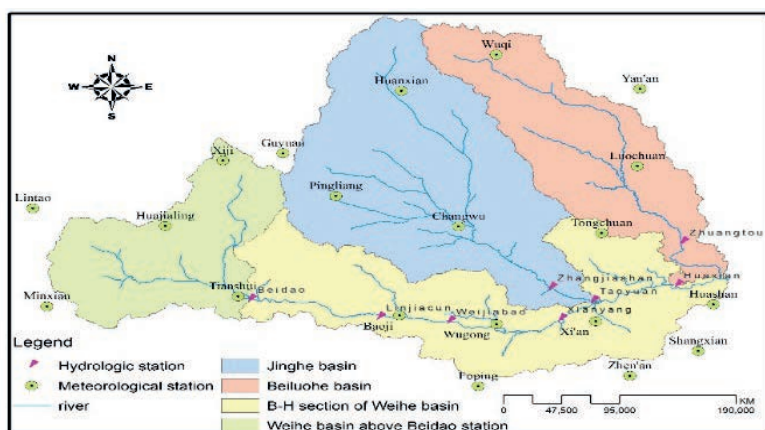 N
W E
S
Wuqi
Yan'an
Huanxian
Guyuan
Xiji
Luochuan
Pingliang
Lintao
Huajialing
Changwu
Tongchuan
Zhuangtou
Zhangjiashan
Huaxian
Tianshui
Beidao
Taoyuan
Minxian
Huashan
Linjiacun
Weijiabao
Xianyang
Baoji
Wugong
Xi'an
Shangxian
Foping
Zhen'an
Legend
Hydrologic station
Meteorological station
river
Jinghe basin
Beiluohe basin
B-H section of Weihe basin
Weihe basin above Beidao station
KM
0 47,500 95,000 190,000